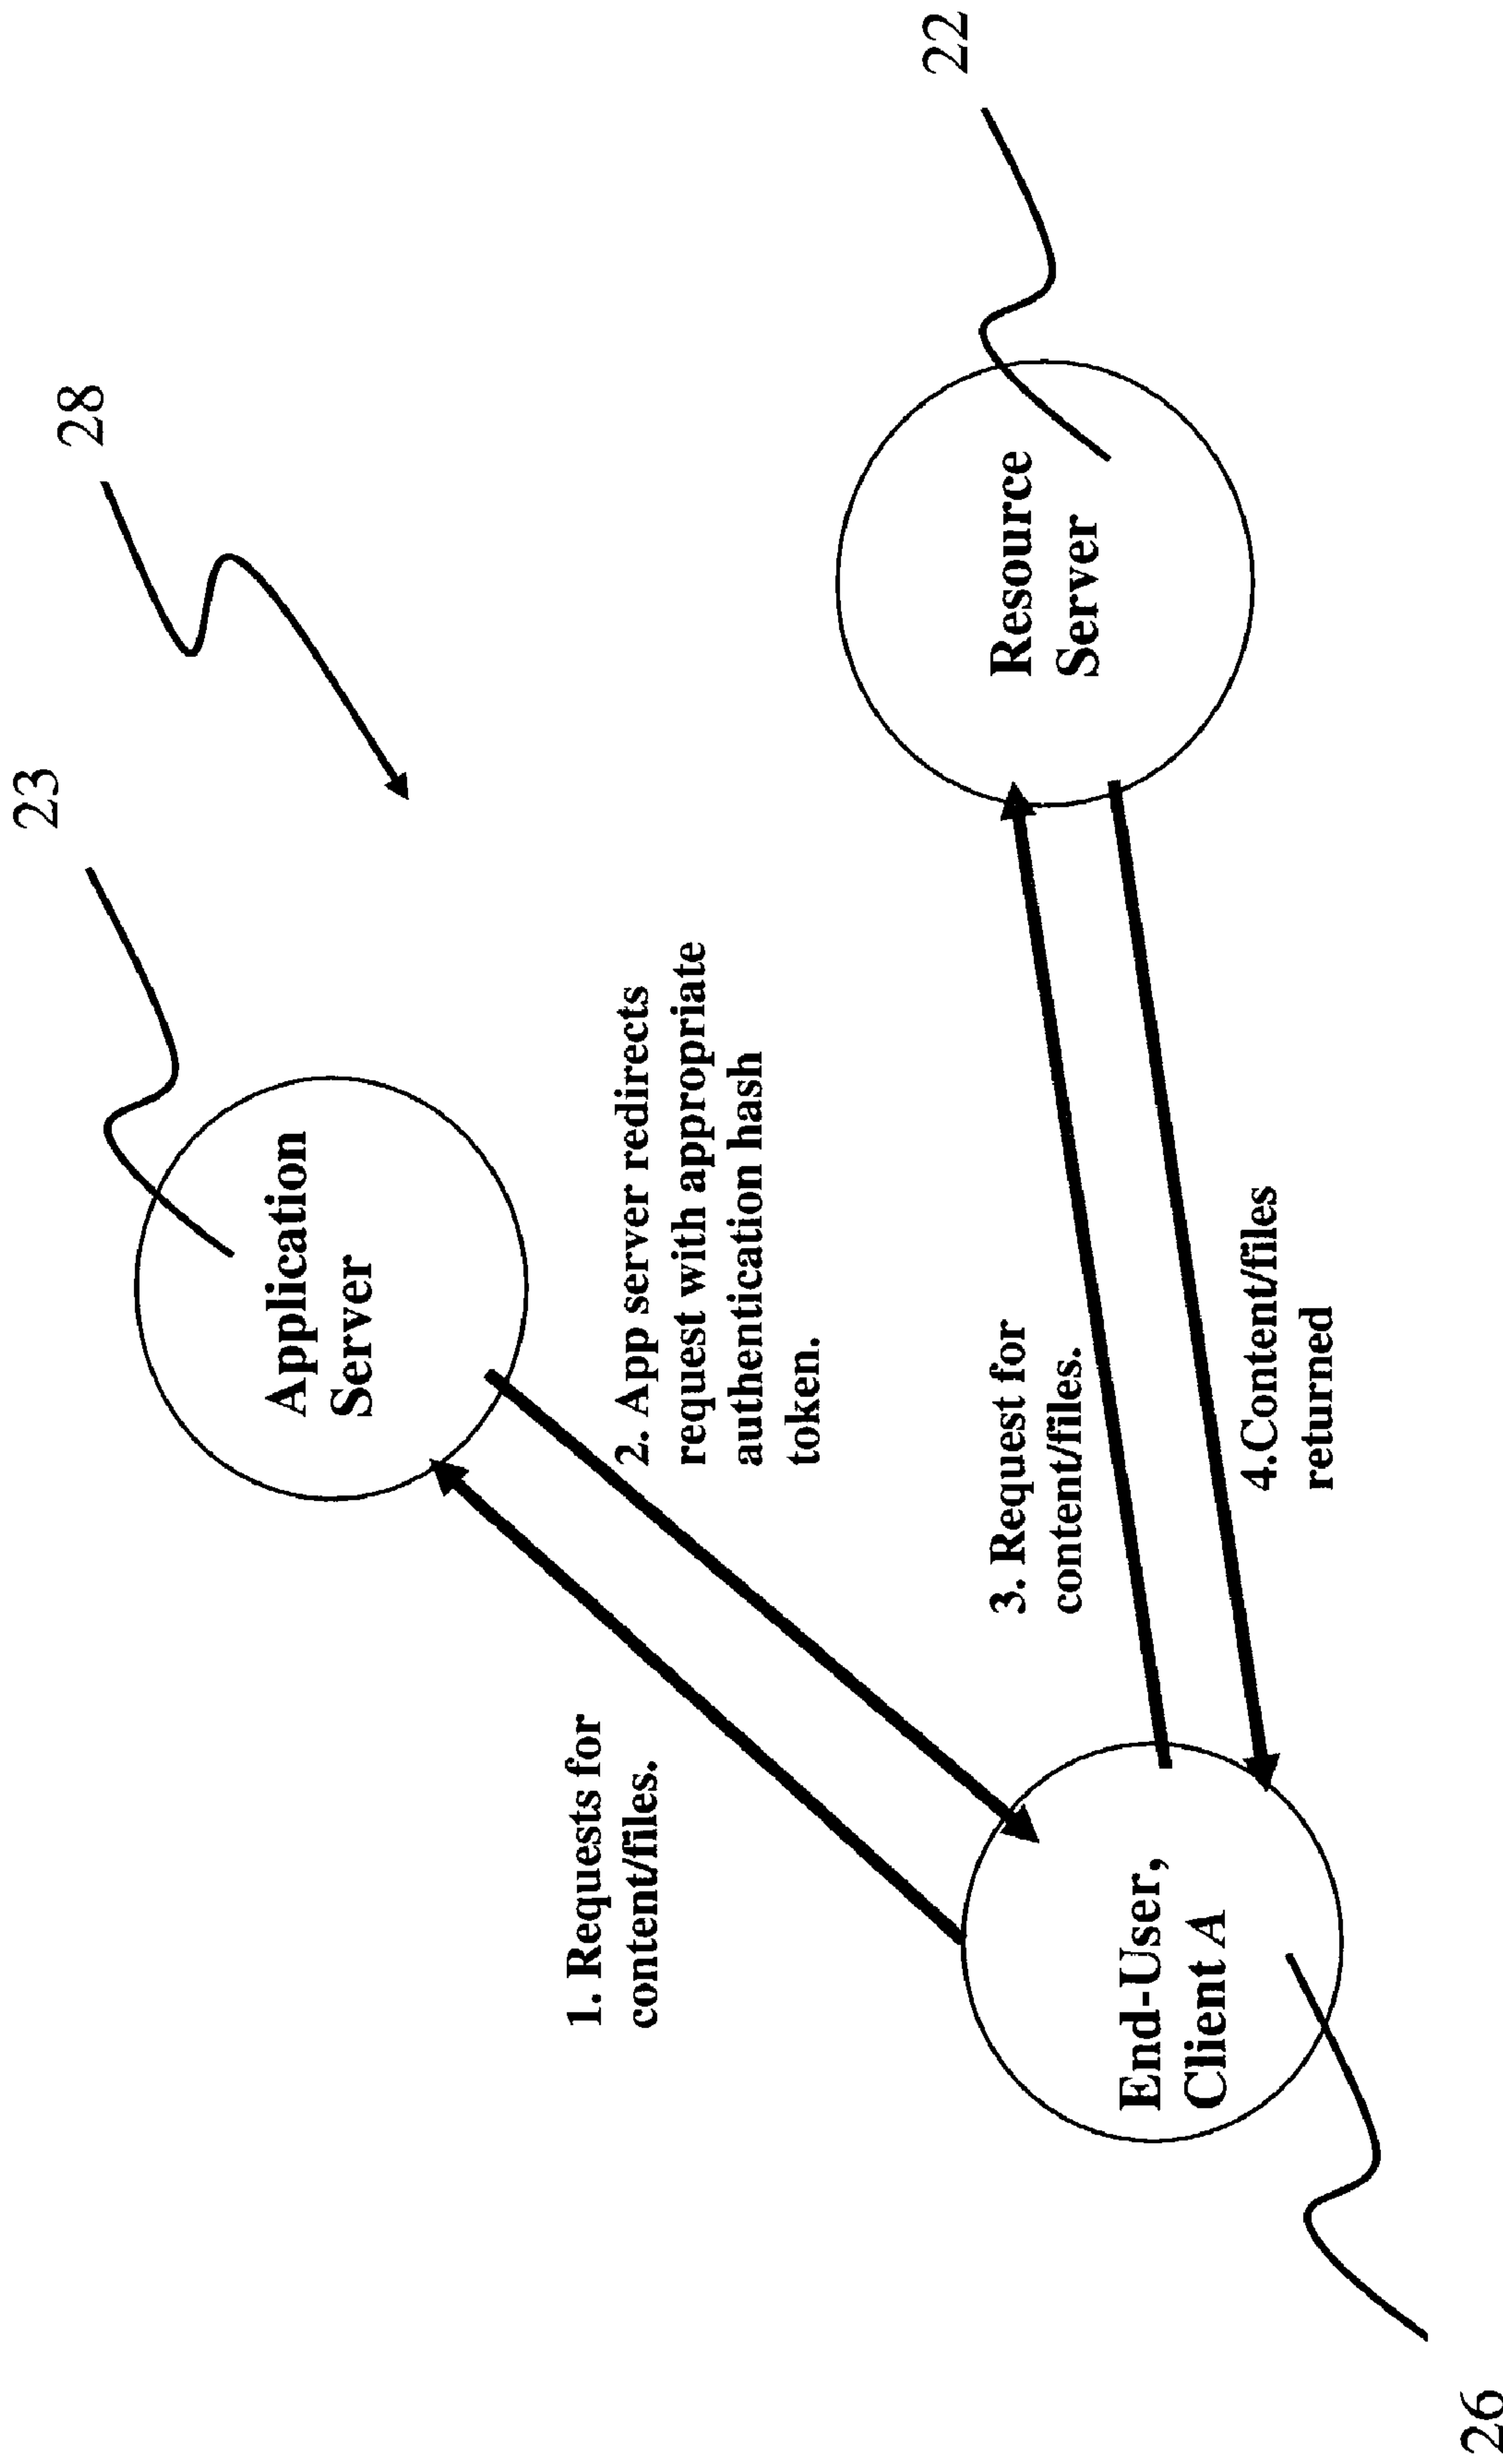 28
23
22
Application
Server
1. Requests for
content/files.
2. App server redirects
request with appropriate
authentication hash
token.
Resource
Server
3. Request for
content/files.
4.Content/files
returned
End-User,
Client A
26